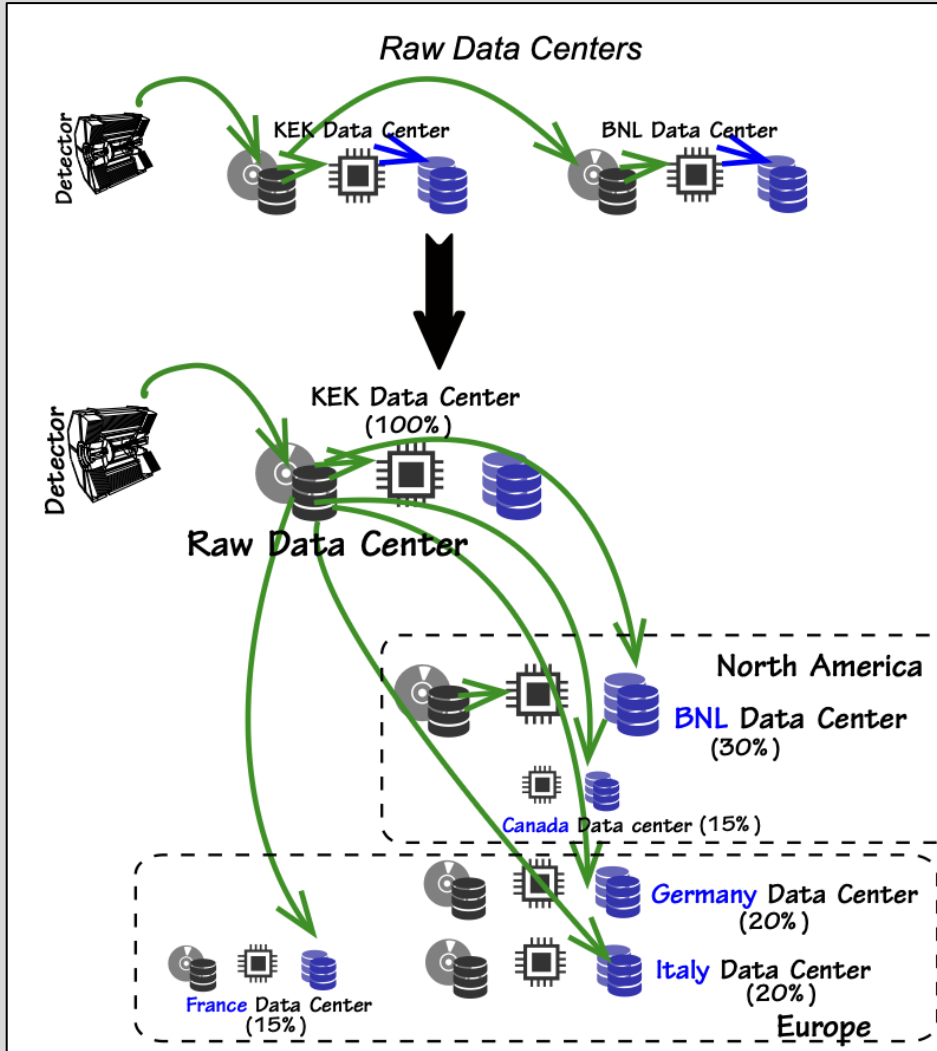 Raw Data Centers
Detector
KEK Data Center
BNL Data Center
Detector
KEK Data Center
(100%)
Raw Data Center
North America
BNL Data Center
(30%)
Canada Data center (15%)
Germany Data Center
(20%)
Italy Data Center
(20%)
France Data Center
(15%)
Europe